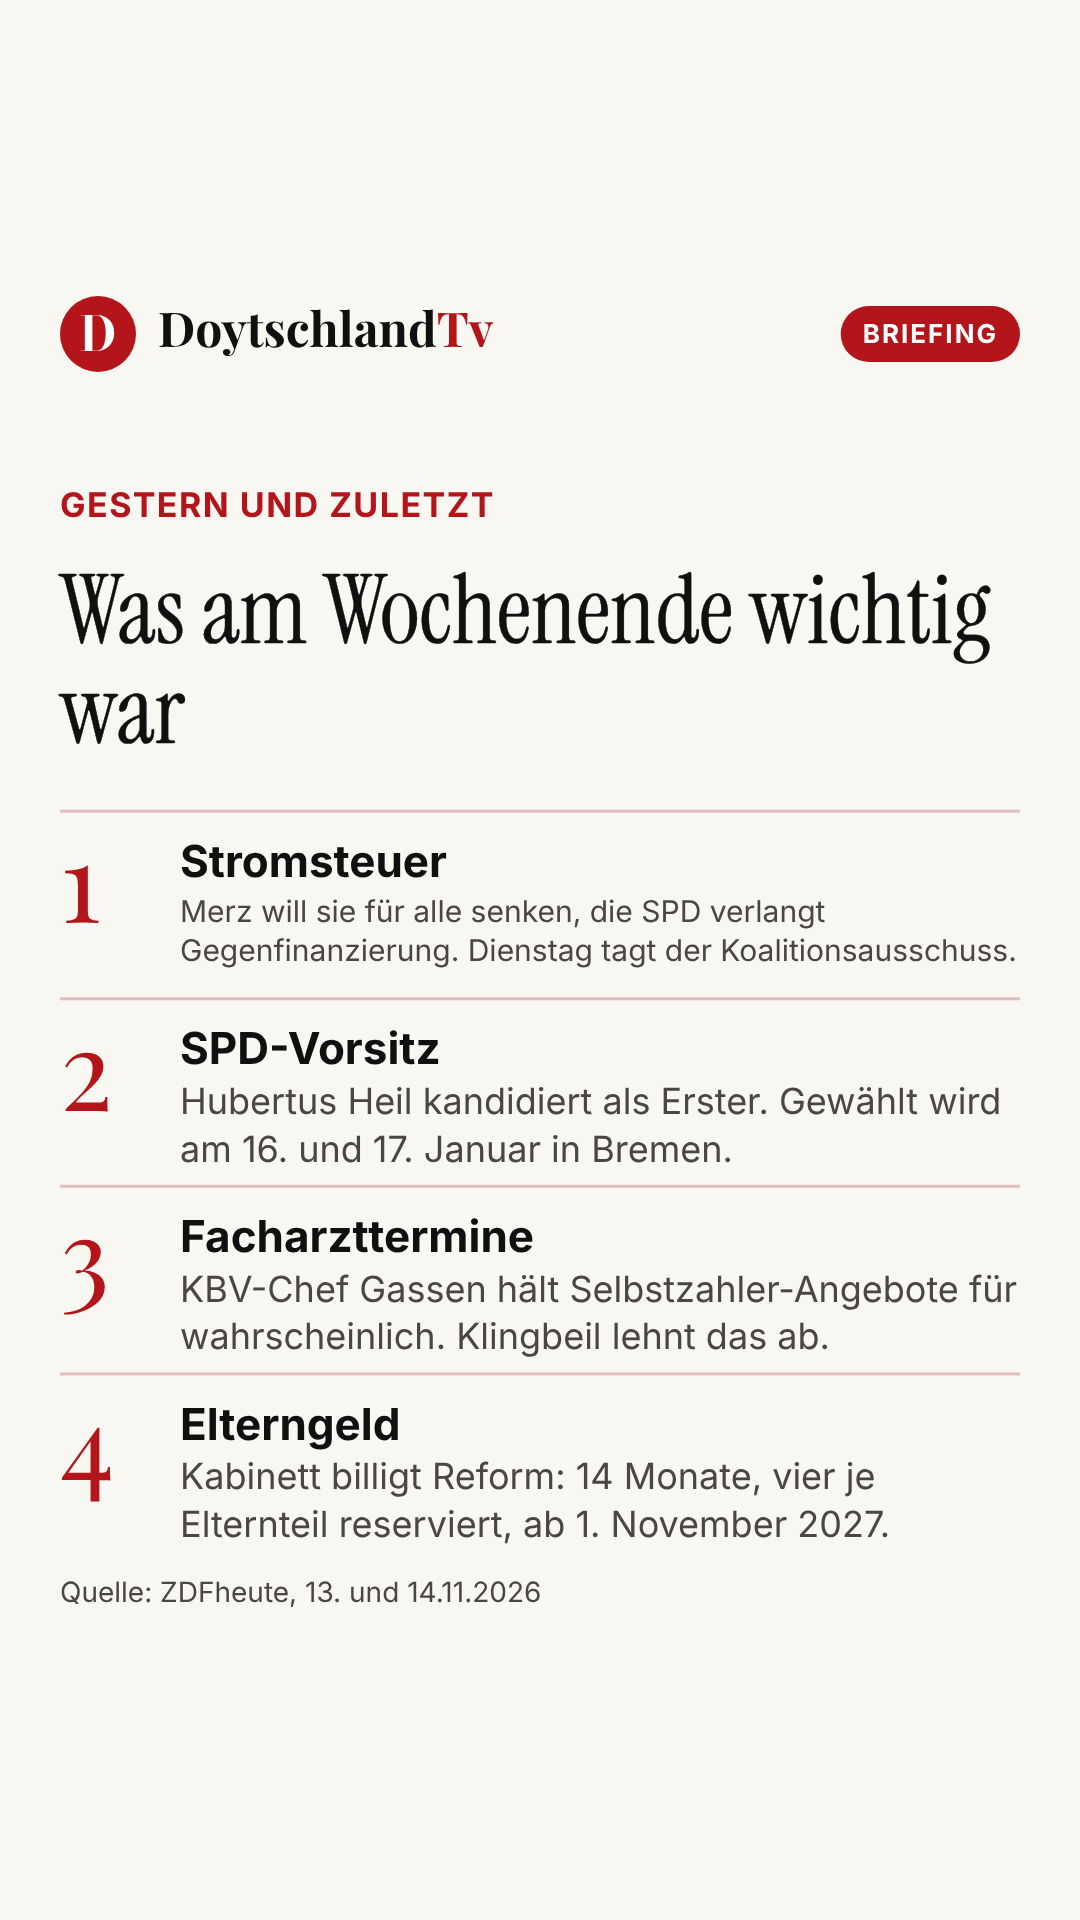 D DoytschlandTv
BRIEFING
GESTERN UND ZULETZT
Was am Wochenende wichtig
war
1
Stromsteuer
Merz will sie für alle senken, die SPD verlangt
Gegenfinanzierung. Dienstag tagt der Koalitionsausschuss.
2
SPD-Vorsitz
Hubertus Heil kandidiert als Erster. Gewählt wird
am 16. und 17. Januar in Bremen.
3
Facharzttermine
KBV-Chef Gassen hält Selbstzahler-Angebote für
wahrscheinlich. Klingbeil lehnt das ab.
4
Elterngeld
Kabinett billigt Reform: 14 Monate, vier je
Elternteil reserviert, ab 1. November 2027.
Quelle: ZDFheute, 13. und 14.11.2026